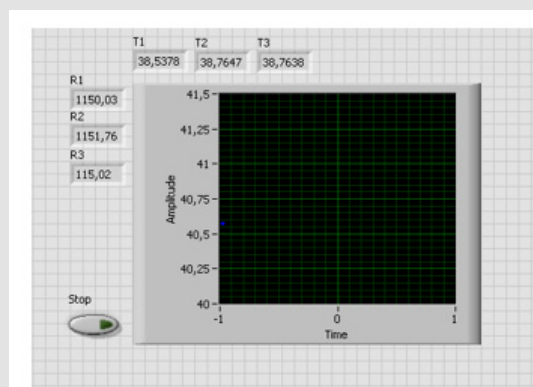 T1 T2 T3
38,5378 38,7647 38,7638
R1
1150,03
R2
1151,76
R3
115,02
41,5
41,25
41
40,75
40,5
40,25
40
Amplitude
-1 0 1
Time
Stop